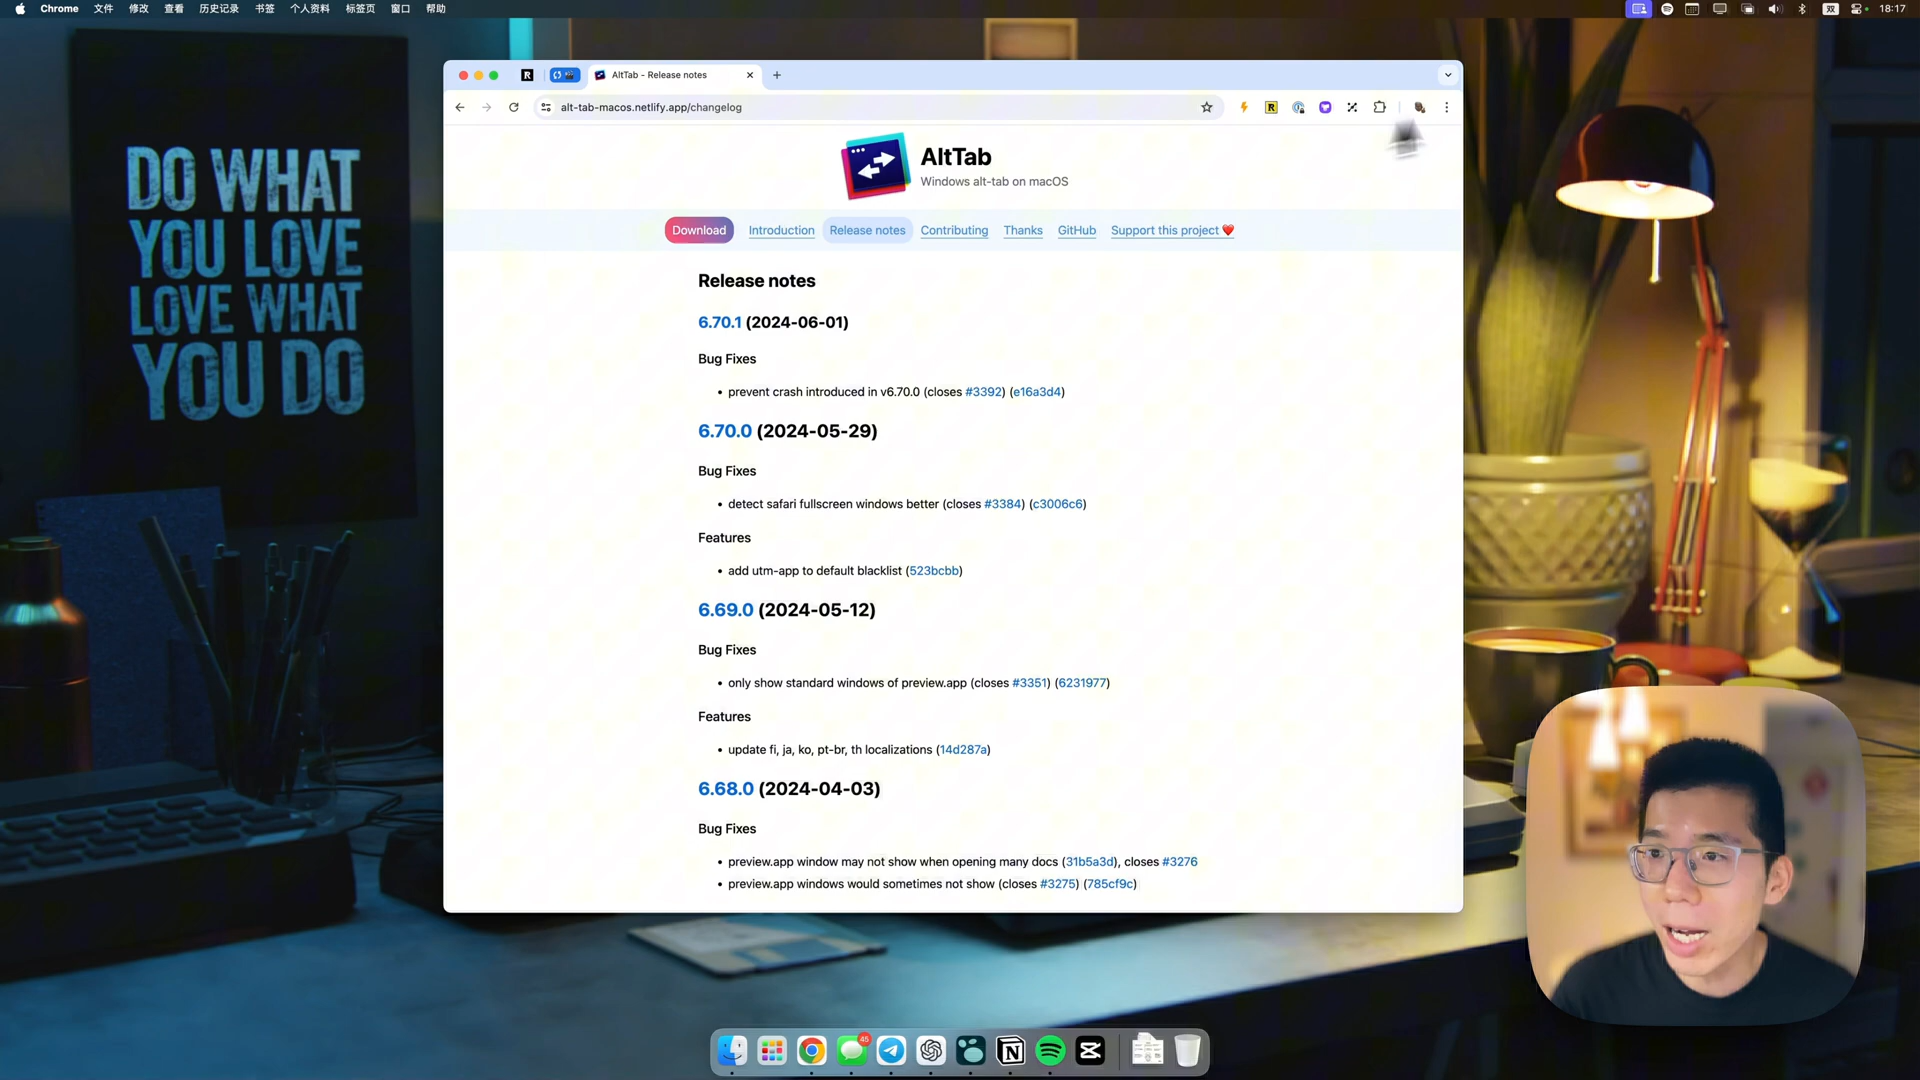 Chrome 文件 修改 查看 历史记录 书签 个人资料 标签页 窗口 帮助
双 18:17
AltTab - Release notes
alt-tab-macos.netlify.app/changelog
DO WHAT
YOU LOVE
LOVE WHAT
YOU DO
AltTab
Windows alt-tab on macOS
Download Introduction Release notes Contributing Thanks GitHub Support this project ❤️
Release notes
6.70.1 (2024-06-01)
Bug Fixes
• prevent crash introduced in v6.70.0 (closes #3392) (e16a3d4)
6.70.0 (2024-05-29)
Bug Fixes
• detect safari fullscreen windows better (closes #3384) (c3006c6)
Features
• add utm-app to default blacklist (523bcbb)
6.69.0 (2024-05-12)
Bug Fixes
• only show standard windows of preview.app (closes #3351) (6231977)
Features
• update fi, ja, ko, pt-br, th localizations (14d287a)
6.68.0 (2024-04-03)
Bug Fixes
• preview.app window may not show when opening many docs (31b5a3d), closes #3276
• preview.app windows would sometimes not show (closes #3275) (785cf9c)
45